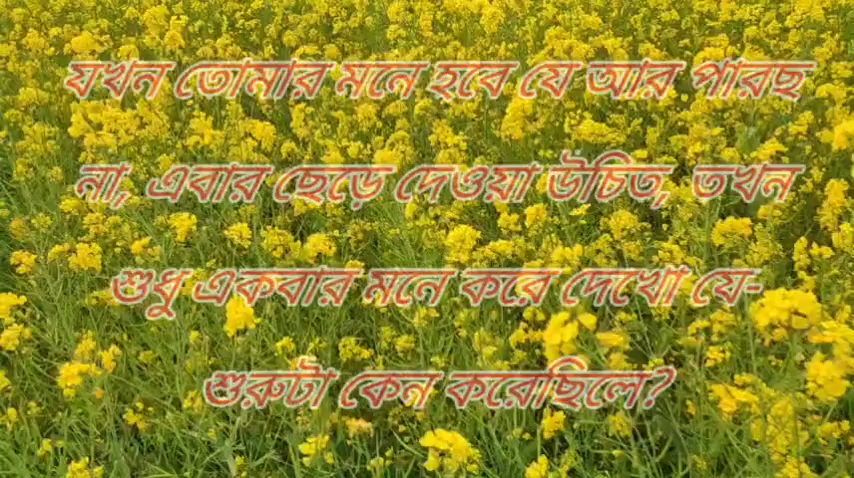 যখন তোমার মনে হবে যে আর পারছ
না, এবার ছেড়ে দেওয়া উচিত, তখন
শুধু একবার মনে করে দেখো যে-
শুরুটা কেন করেছিলে?